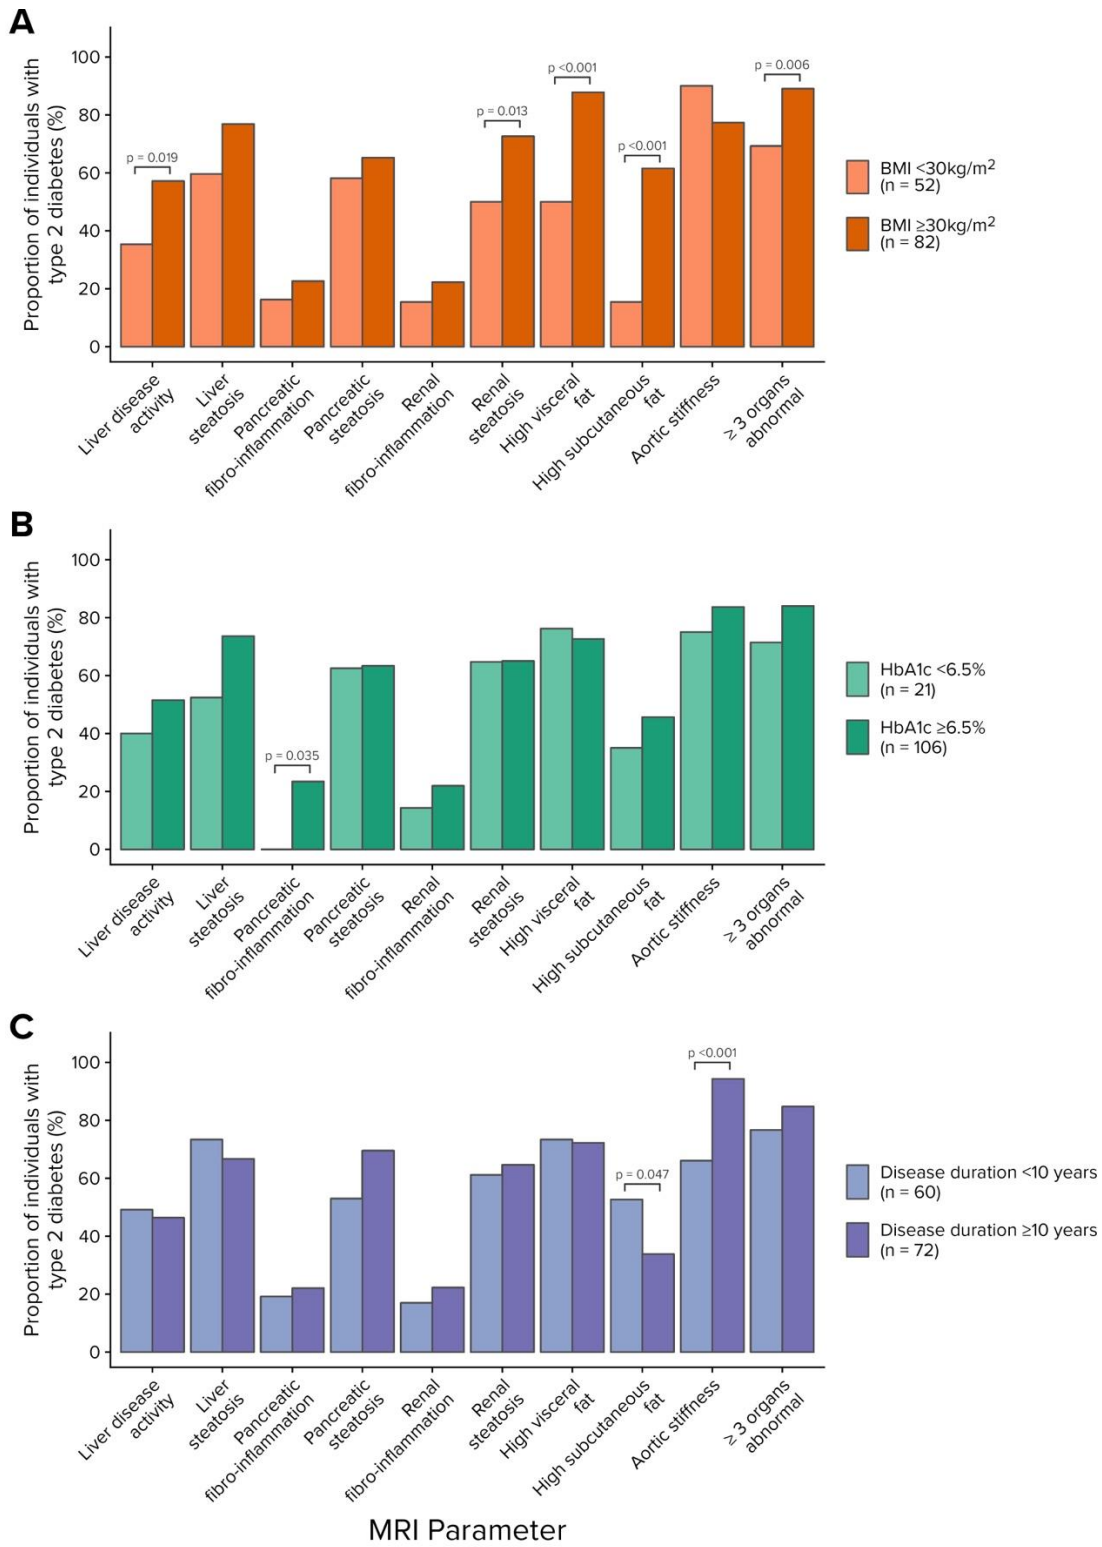 A
Proportion of individuals with
type 2 diabetes (%)
100
80
60
40
20
0
p = 0.019
p = 0.013
p <0.001
p <0.001
p = 0.006
Liver disease
activity
Liver
steatosis
Pancreatic
fibro-inflammation
Pancreatic
steatosis
Renal
fibro-inflammation
Renal
steatosis
High visceral
fat
High subcutaneous
fat
Aortic stiffness
≥ 3 organs
abnormal
BMI <30kg/m²
(n = 52)
BMI ≥30kg/m²
(n = 82)
B
Proportion of individuals with
type 2 diabetes (%)
100
80
60
40
20
0
p = 0.035
Liver disease
activity
Liver
steatosis
Pancreatic
fibro-inflammation
Pancreatic
steatosis
Renal
fibro-inflammation
Renal
steatosis
High visceral
fat
High subcutaneous
fat
Aortic stiffness
≥ 3 organs
abnormal
HbA1c <6.5%
(n = 21)
HbA1c ≥6.5%
(n = 106)
C
Proportion of individuals with
type 2 diabetes (%)
100
80
60
40
20
0
p = 0.047
p <0.001
Liver disease
activity
Liver
steatosis
Pancreatic
fibro-inflammation
Pancreatic
steatosis
Renal
fibro-inflammation
Renal
steatosis
High visceral
fat
High subcutaneous
fat
Aortic stiffness
≥ 3 organs
abnormal
Disease duration <10 years
(n = 60)
Disease duration ≥10 years
(n = 72)
MRI Parameter